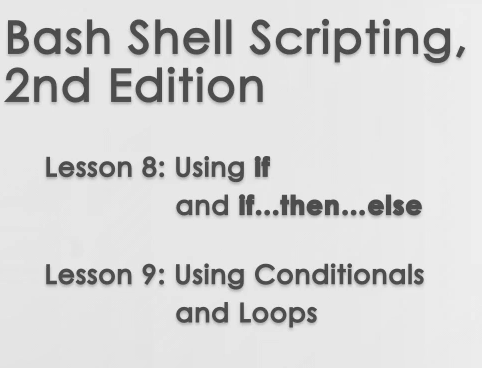 Bash Shell Scripting,
2nd Edition
Lesson 8: Using if
and if...then...else
Lesson 9: Using Conditionals
and Loops